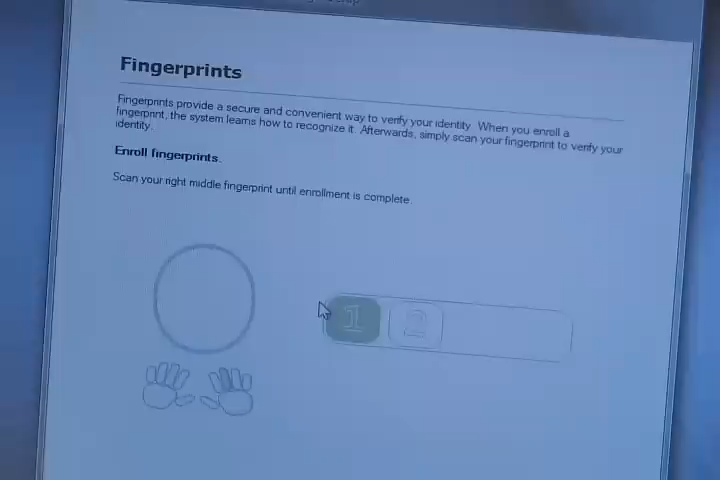 Fingerprints
Fingerprints provide a secure and convenient way to verify your identity. When you enroll a
fingerprint, the system learns how to recognize it. Afterwards, simply scan your fingerprint to verify your
identity.
Enroll fingerprints.
Scan your right middle fingerprint until enrollment is complete.
1 2